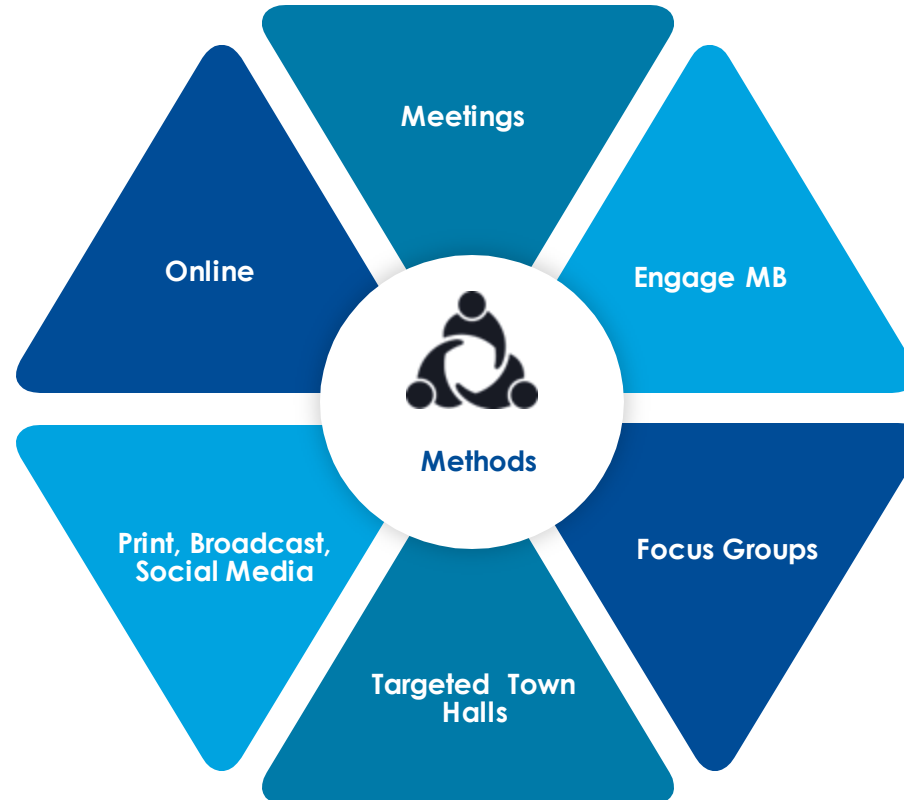 Meetings
Online
Engage MB
Methods
Print, Broadcast,
Social Media
Focus Groups
Targeted Town
Halls